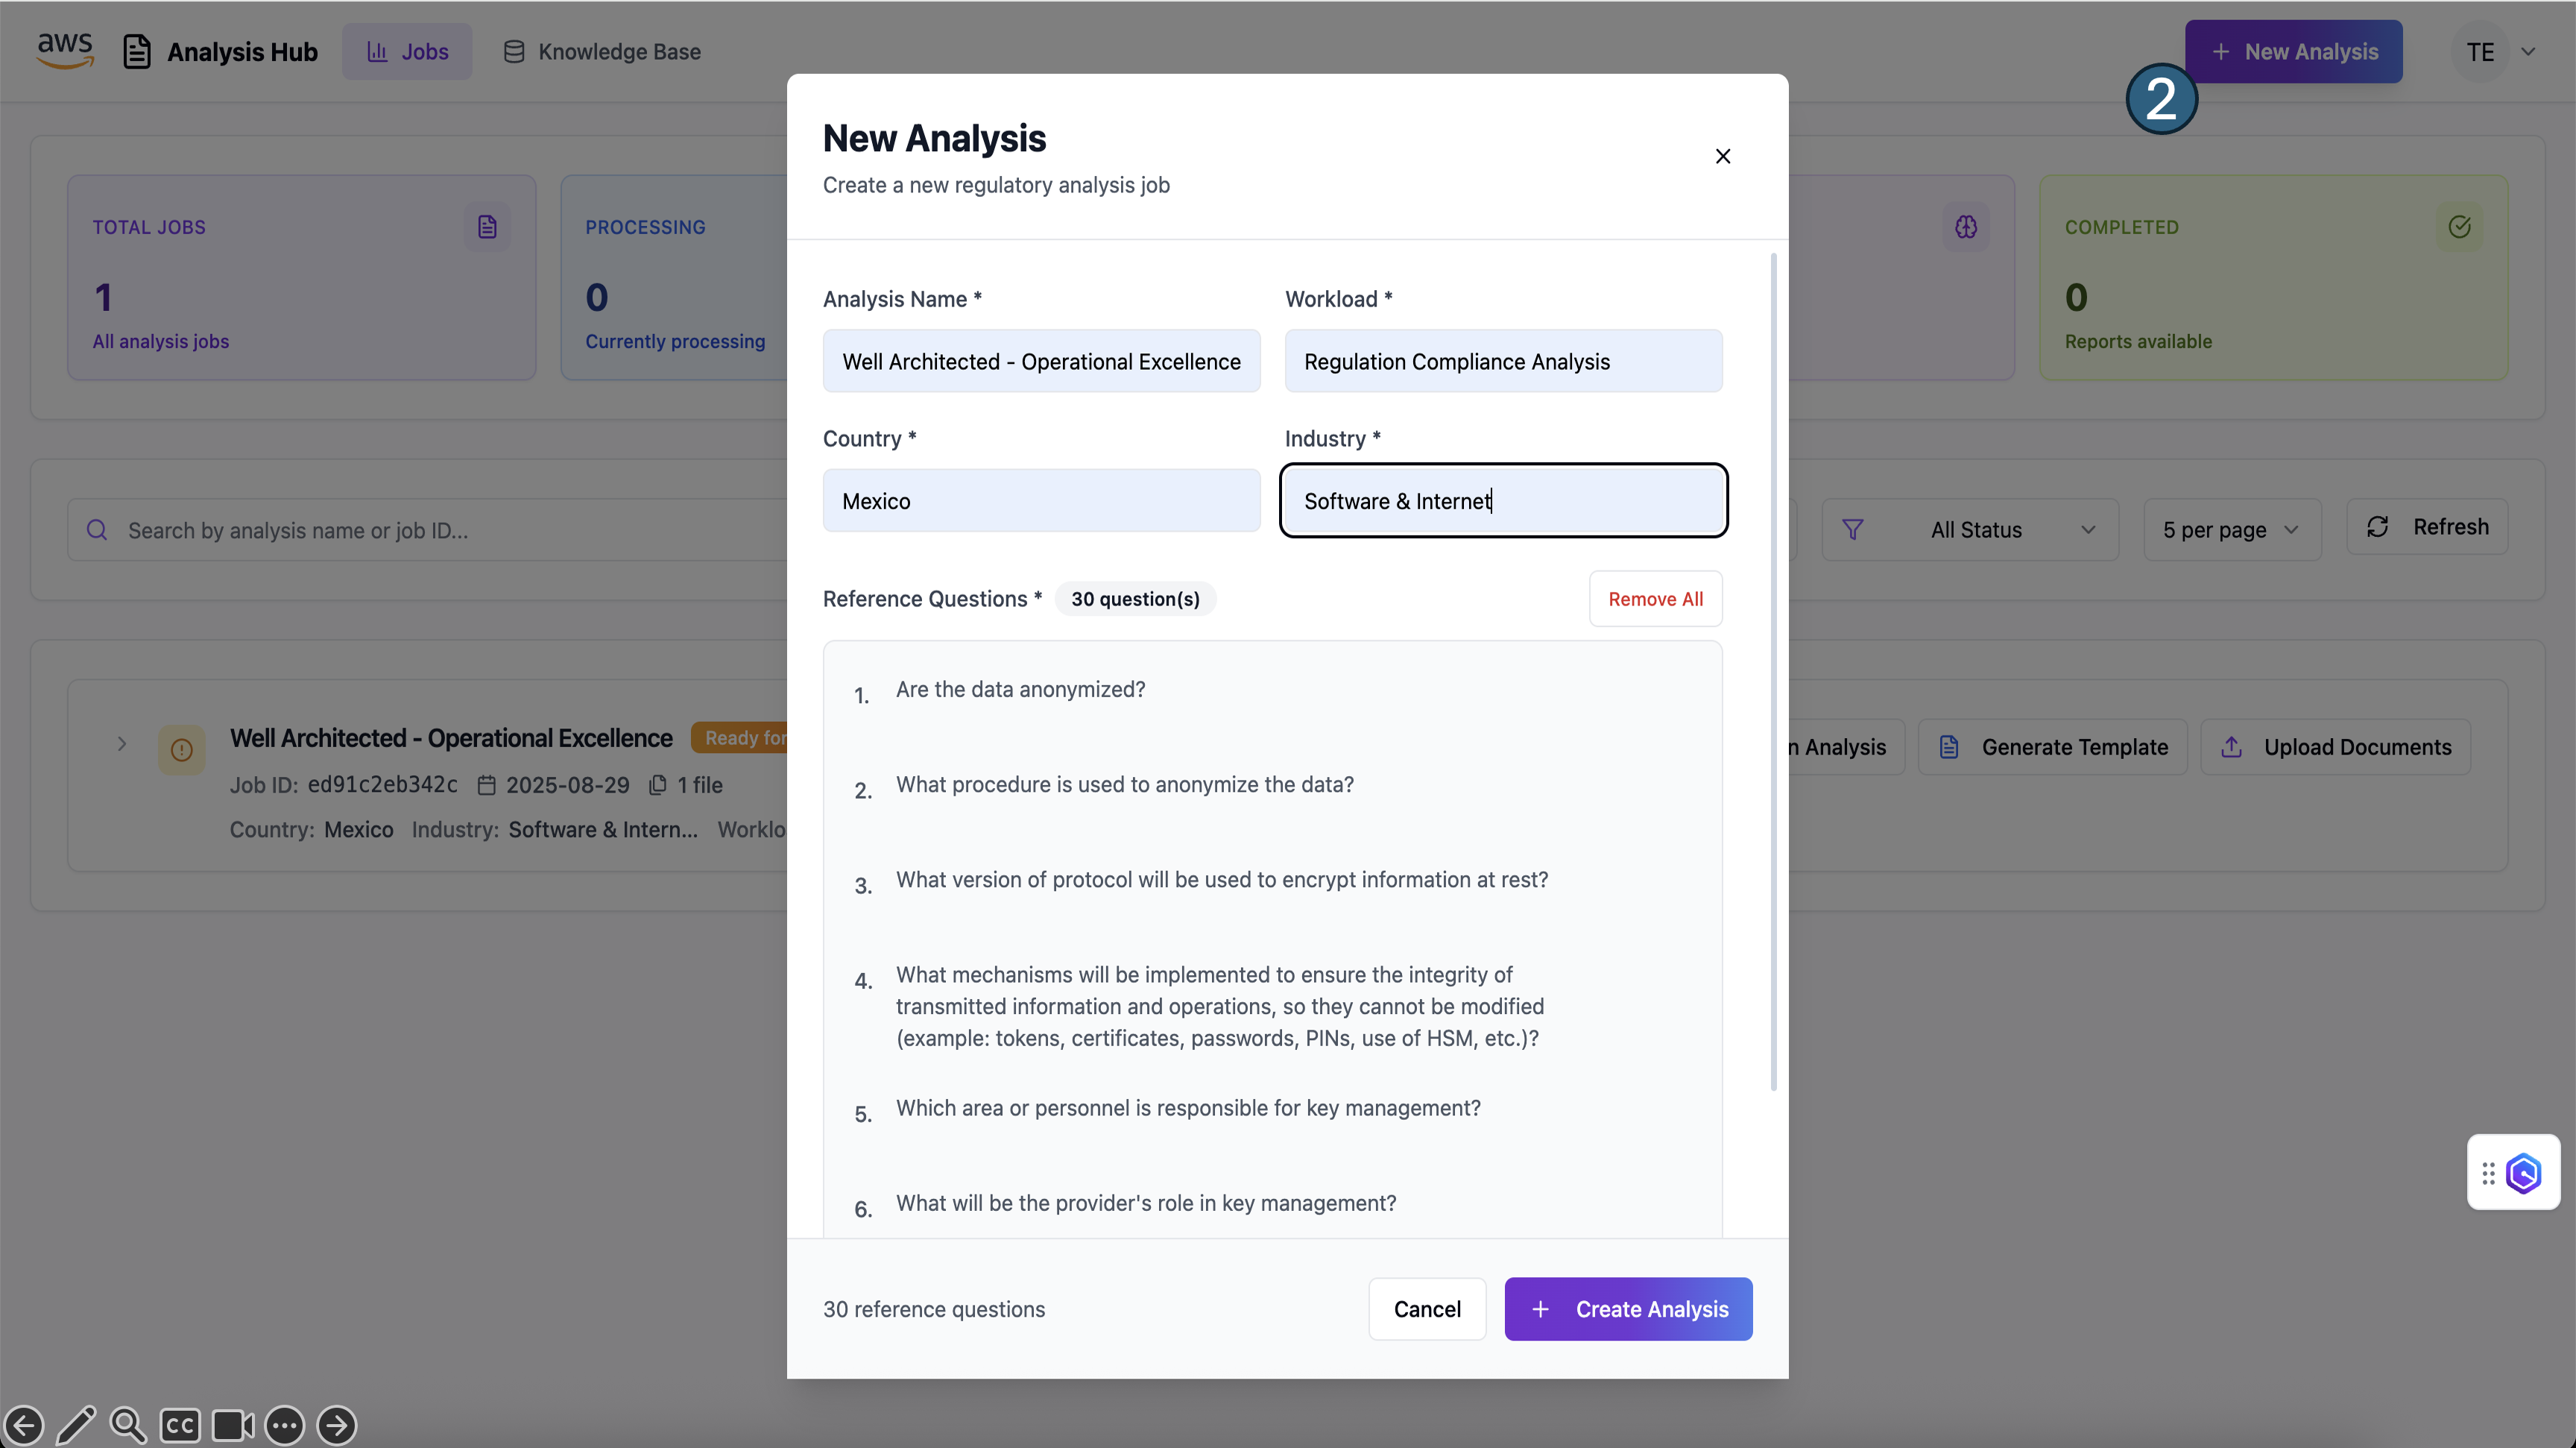 aws
Analysis Hub
Jobs
Knowledge Base
+ New Analysis
TE
2
New Analysis
Create a new regulatory analysis job
TOTAL JOBS
1
All analysis jobs
PROCESSING
0
Currently processing
COMPLETED
0
Reports available
Analysis Name *
Well Architected - Operational Excellence
Workload *
Regulation Compliance Analysis
Country *
Mexico
Industry *
Software & Internet
Search by analysis name or job ID...
All Status
5 per page
Refresh
Reference Questions *
30 question(s)
Remove All
1. Are the data anonymized?
2. What procedure is used to anonymize the data?
3. What version of protocol will be used to encrypt information at rest?
4. What mechanisms will be implemented to ensure the integrity of
transmitted information and operations, so they cannot be modified
(example: tokens, certificates, passwords, PINs, use of HSM, etc.)?
5. Which area or personnel is responsible for key management?
6. What will be the provider's role in key management?
Well Architected - Operational Excellence
Ready for
Job ID: ed91c2eb342c
2025-08-29
1 file
Country: Mexico
Industry: Software & Intern...
Worklo
n Analysis
Generate Template
Upload Documents
30 reference questions
Cancel
+ Create Analysis
CC